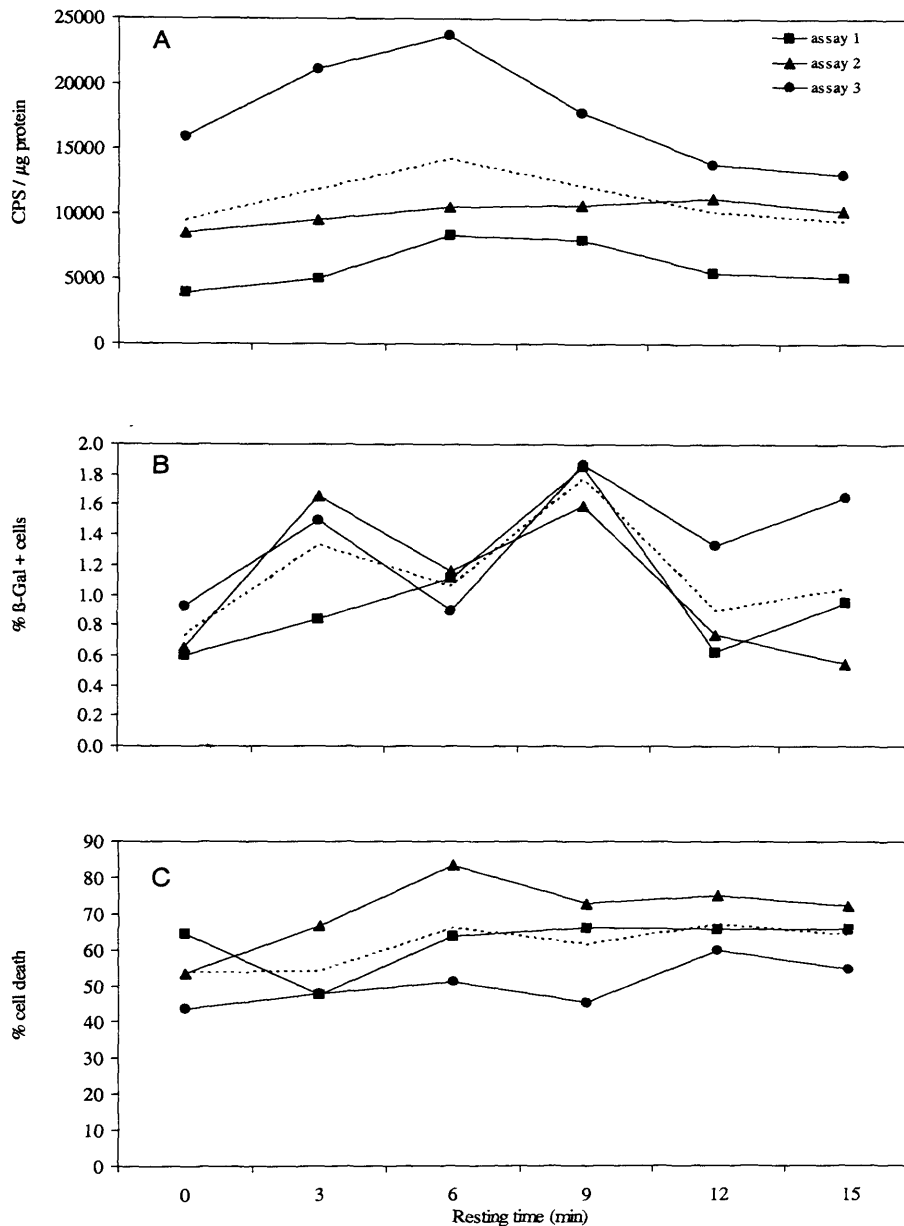 A
25000
20000
15000
10000
5000
0
CPS / µg protein
assay 1
assay 2
assay 3
B
2.0
1.8
1.6
1.4
1.2
1.0
0.8
0.6
0.4
0.2
0.0
% ß-Gal + cells
C
90
80
70
60
50
40
30
20
10
0
% cell death
0 3 6 9 12 15
Resting time (min)